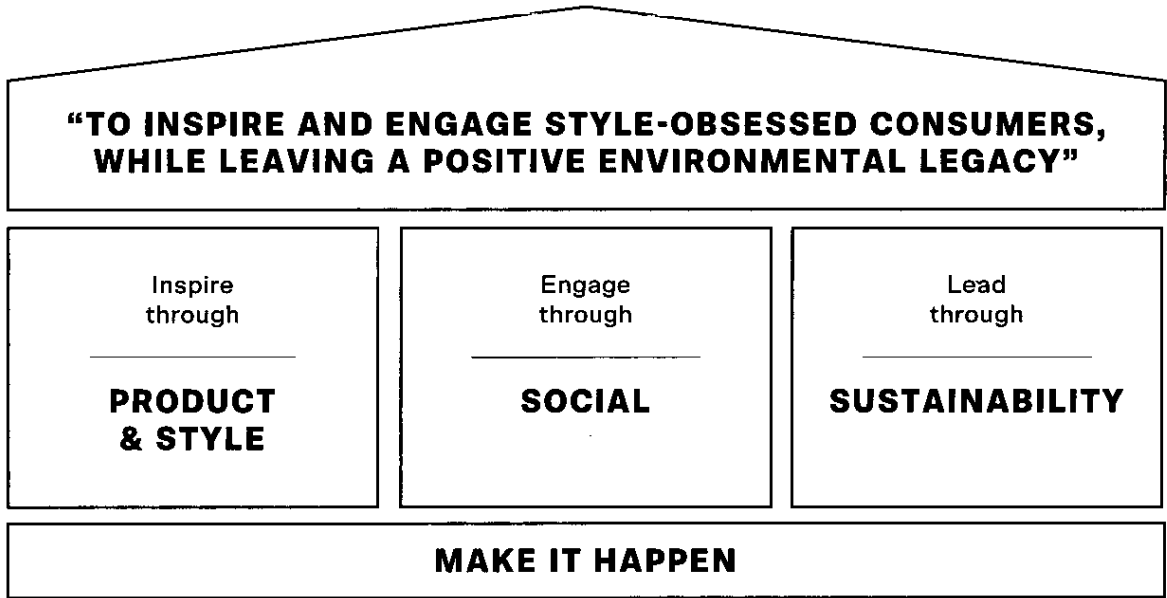 “TO INSPIRE AND ENGAGE STYLE-OBSESSED CONSUMERS,
WHILE LEAVING A POSITIVE ENVIRONMENTAL LEGACY”
Inspire
through
PRODUCT
& STYLE
Engage
through
SOCIAL
Lead
through
SUSTAINABILITY
MAKE IT HAPPEN